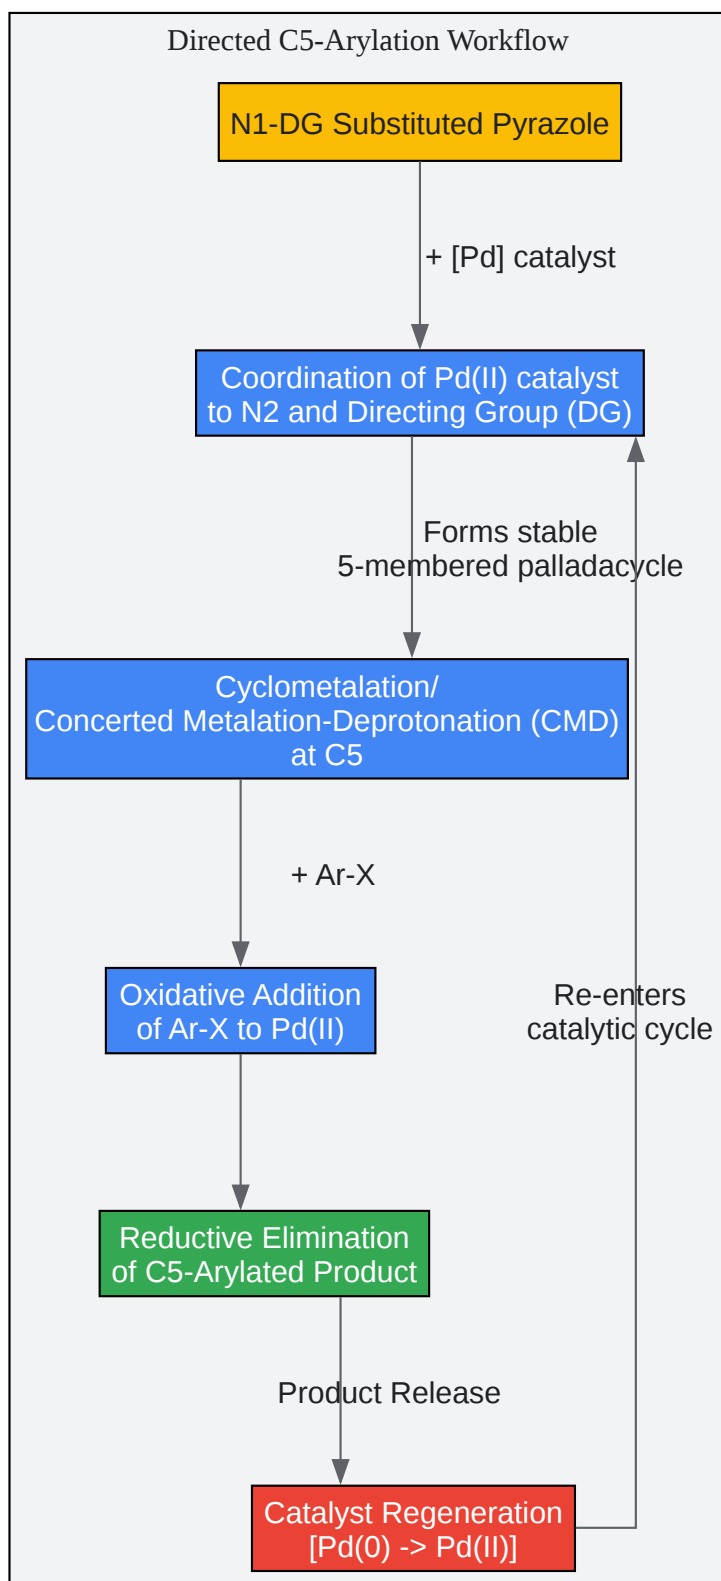 Directed C5-Arylation Workflow
N1-DG Substituted Pyrazole
+ [Pd] catalyst
Coordination of Pd(II) catalyst
to N2 and Directing Group (DG)
Forms stable
5-membered palladacycle
Cyclometalation/
Concerted Metalation-Deprotonation (CMD)
at C5
+ Ar-X
Oxidative Addition
of Ar-X to Pd(II)
Re-enters
catalytic cycle
Reductive Elimination
of C5-Arylated Product
Product Release
Catalyst Regeneration
[Pd(0) -> Pd(II)]